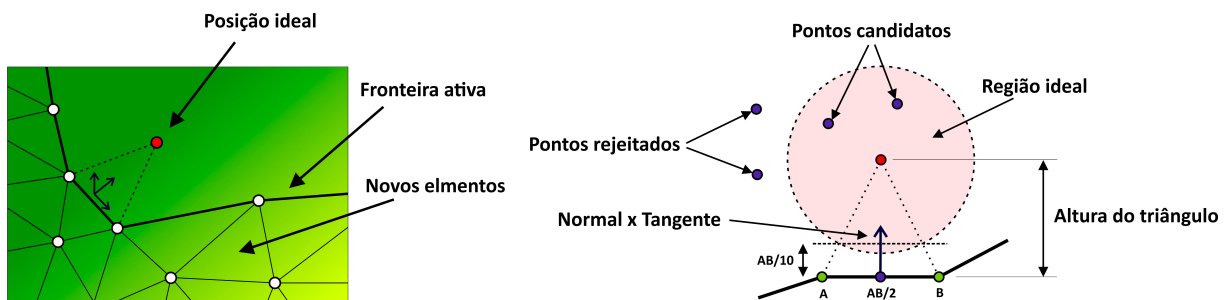 Posição ideal
Fronteira ativa
Novos elmentos
Pontos candidatos
Região ideal
Pontos rejeitados
Normal x Tangente
Altura do triângulo
AB/10
A
AB/2
B